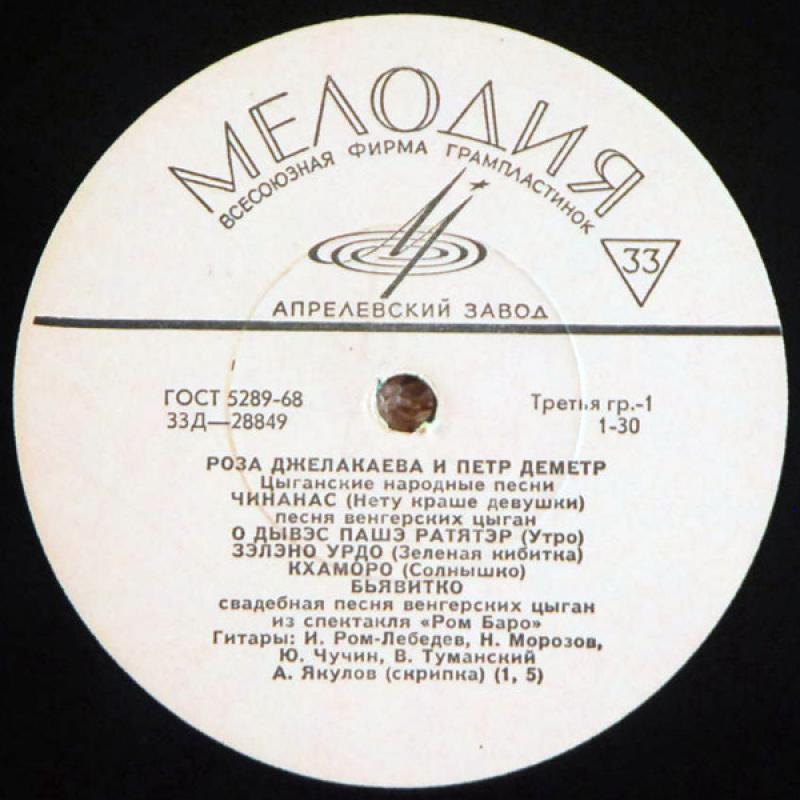 МЕЛОДИЯ
ВСЕСОЮЗНАЯ ФИРМА ГРАМПЛАСТИНОК
33
АПРЕЛЕВСКИЙ ЗАВОД
ГОСТ 5289-68
Третья гр.-1
33Д—28849
1-30
РОЗА ДЖЕЛАКАЕВА И ПЕТР ДЕМЕТР
Цыганские народные песни
ЧИНАНАС (Нету краше девушки)
песня венгерских цыган
О ДЫВЭС ПАШЭ РАТЯТЭР (Утро)
ЗЭЛЭНО УРДО (Зеленая кибитка)
КХАМОРО (Солнышко)
БЬЯВИТКО
свадебная песня венгерских цыган
из спектакля «Ром Баро»
Гитары: И. Ром-Лебедев, Н. Морозов,
Ю. Чучин, В. Туманский
А. Якулов (скрипка) (1, 5)